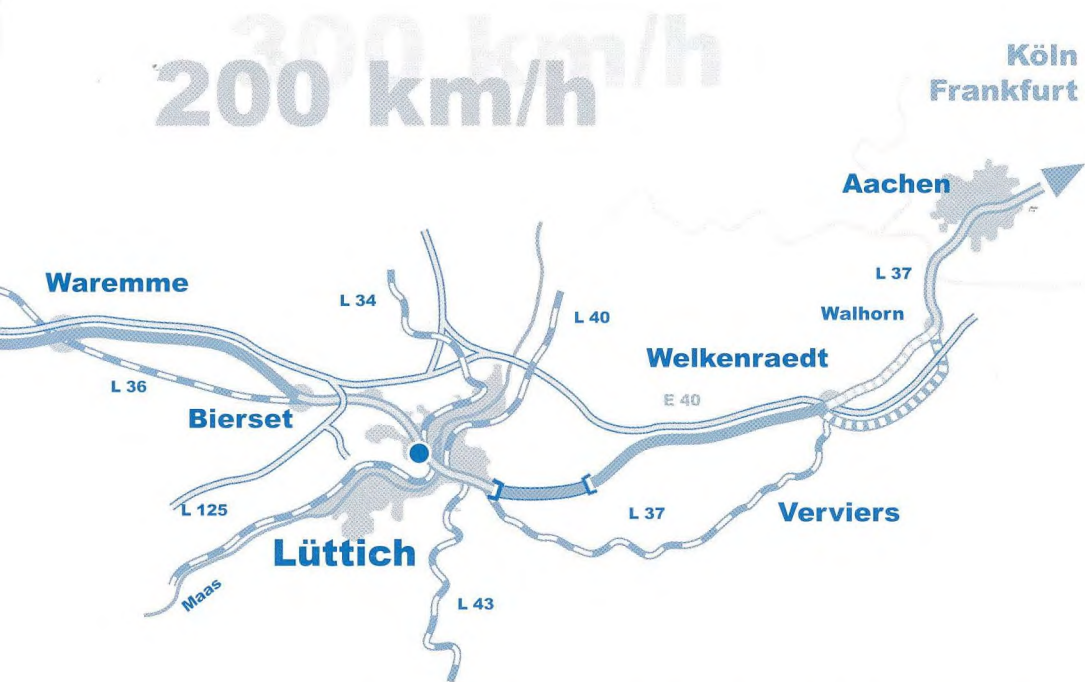 300 km/h
200 km/h
Köln
Frankfurt
Aachen
Waremme
L 37
L 34
Walhorn
L 40
Welkenraedt
L 36
E 40
Bierset
L 125
L 37
Verviers
Lüttich
Maas
L 43